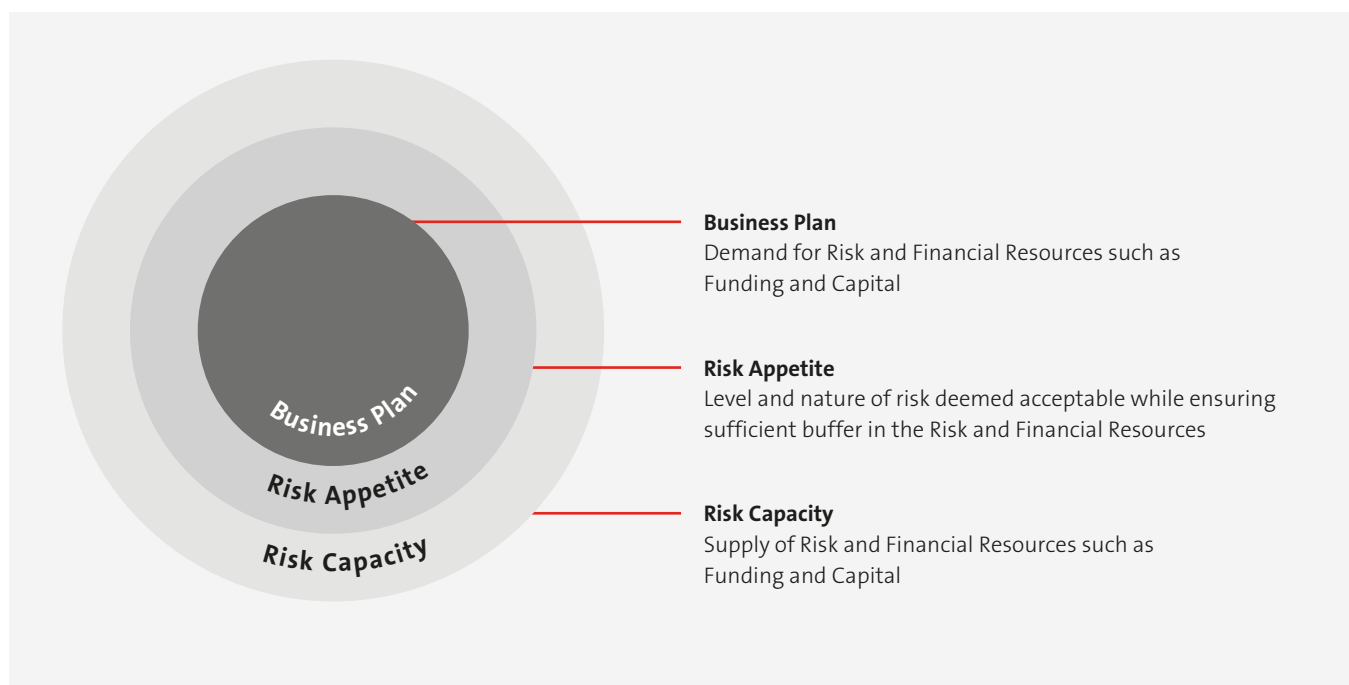 Business Plan
Risk Appetite
Risk Capacity
Business Plan
Demand for Risk and Financial Resources such as
Funding and Capital
Risk Appetite
Level and nature of risk deemed acceptable while ensuring
sufficient buffer in the Risk and Financial Resources
Risk Capacity
Supply of Risk and Financial Resources such as
Funding and Capital